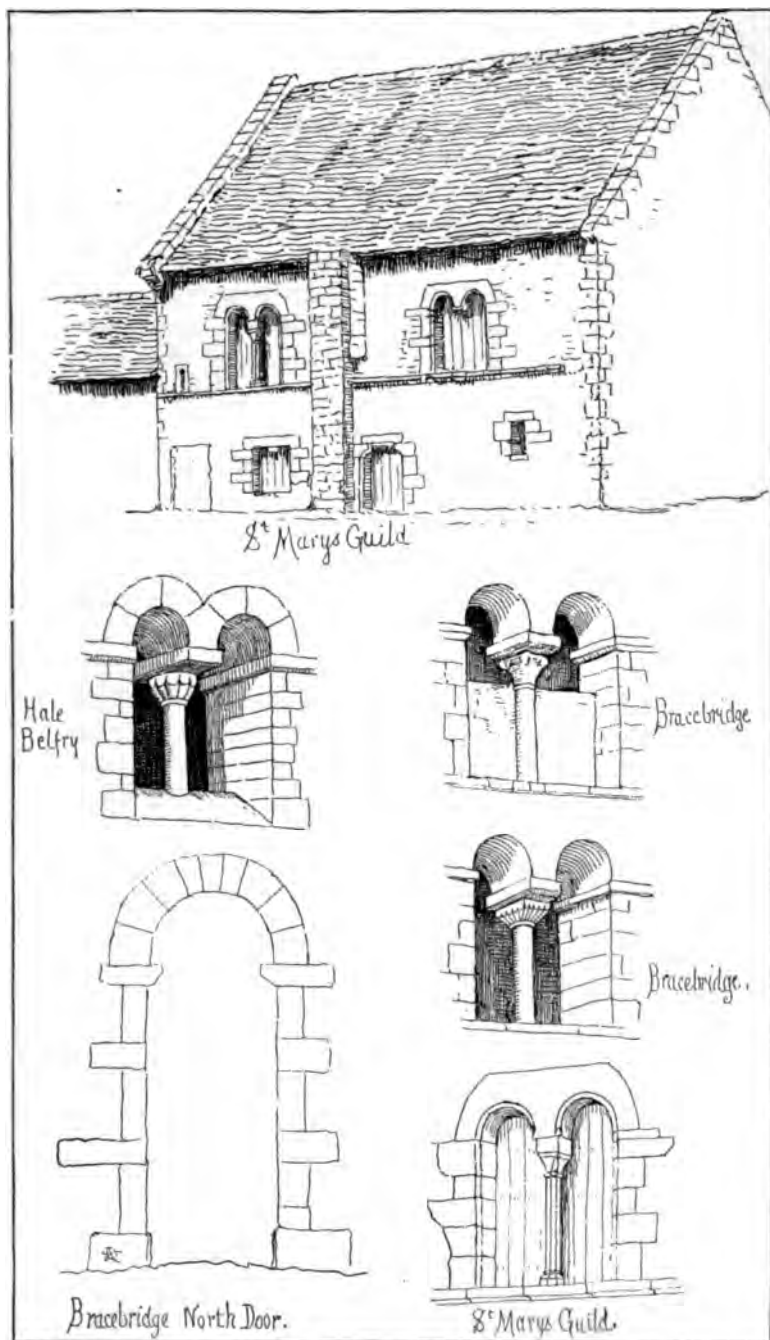 St Marys Guild
Hale
Belfry
Bracebridge
Bracebridge.
Bracebridge North Door.
St Marys Guild.